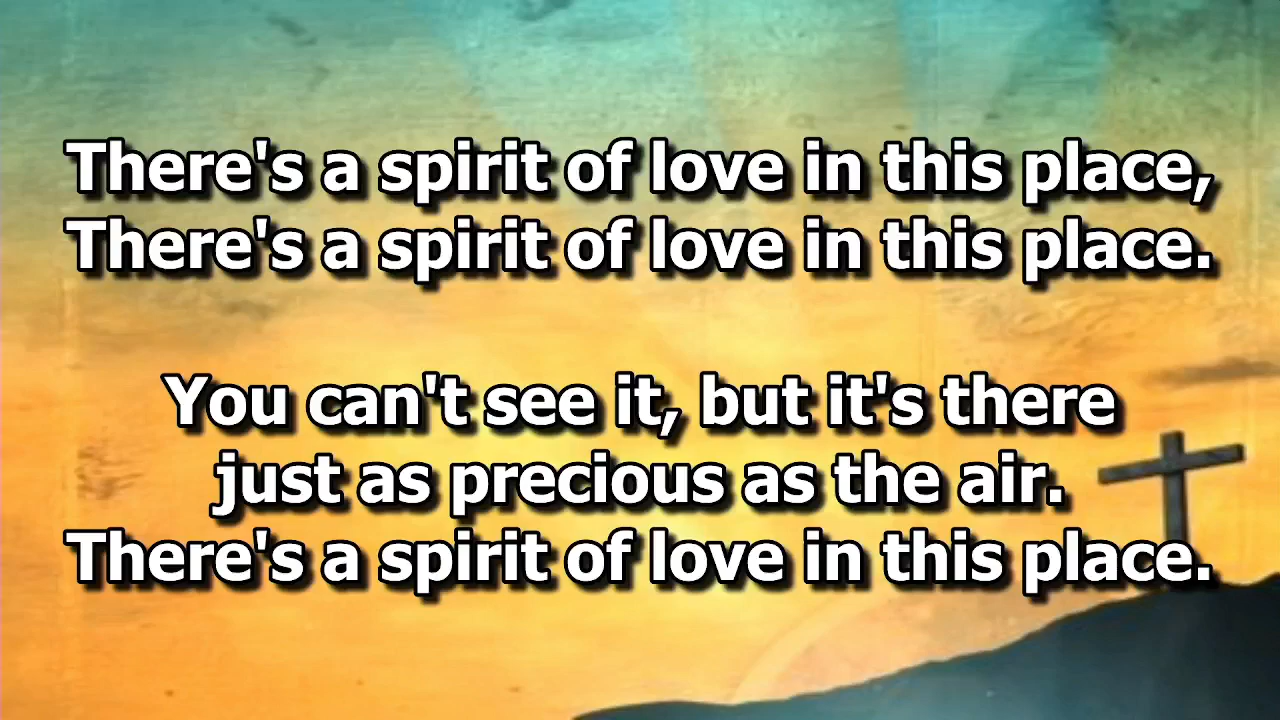 There's a spirit of love in this place,
There's a spirit of love in this place.
You can't see it, but it's there
just as precious as the air.
There's a spirit of love in this place.